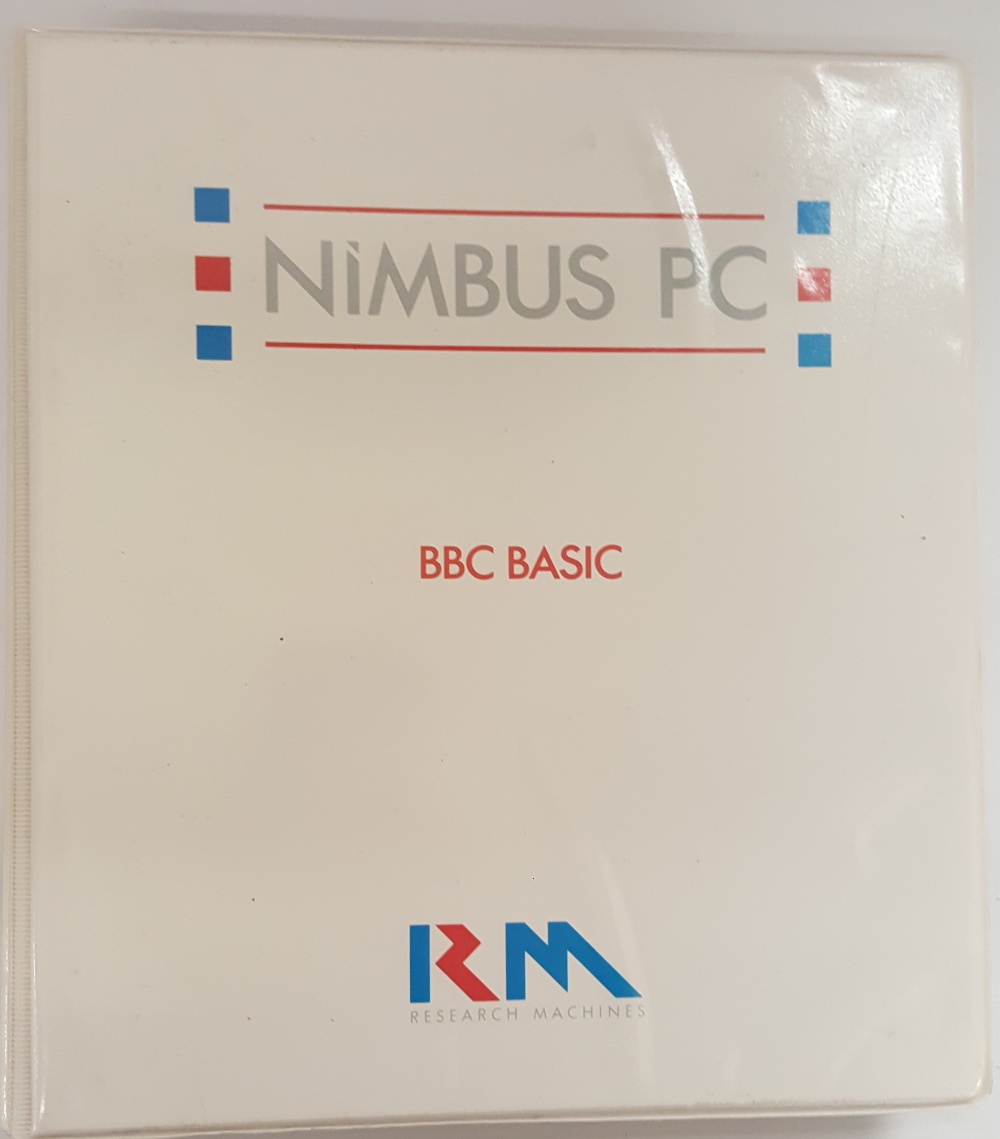 NiMBUS PC
BBC BASIC
RM
RESEARCH MACHINES